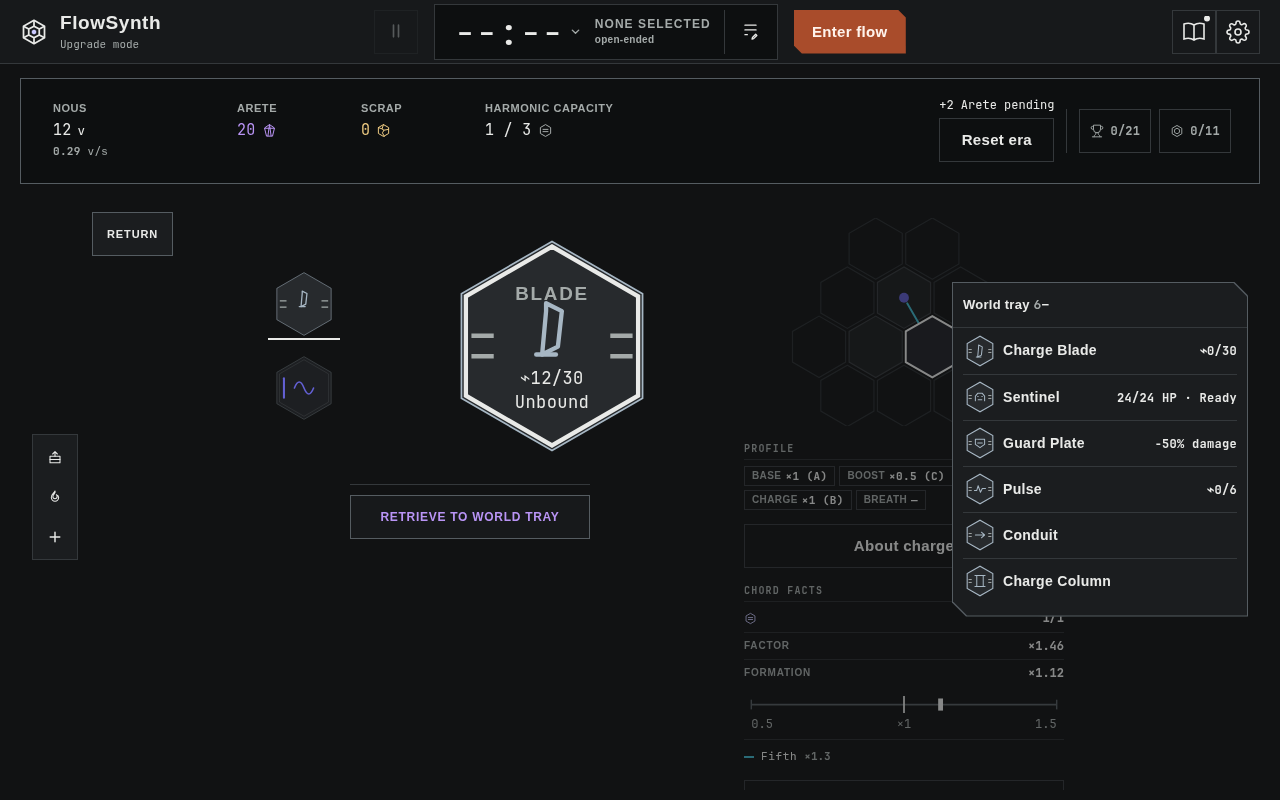 FlowSynth
Upgrade mode
– – : – –
NONE SELECTED
open-ended
Enter flow
NOUS
12 v
0.29 v/s
ARETE
20
SCRAP
0
HARMONIC CAPACITY
1 / 3
+2 Arete pending
Reset era
0/21
0/11
RETURN
BLADE
⌁12/30
Unbound
RETRIEVE TO WORLD TRAY
World tray 6−
Charge Blade ⌁0/30
Sentinel 24/24 HP · Ready
Guard Plate -50% damage
Pulse ⌁0/6
Conduit
Charge Column
PROFILE
BASE ×1 (A) BOOST ×0.5 (C)
CHARGE ×1 (B) BREATH —
About charge
CHORD FACTS
1/1
FACTOR ×1.46
FORMATION ×1.12
0.5 ×1 1.5
Fifth ×1.3